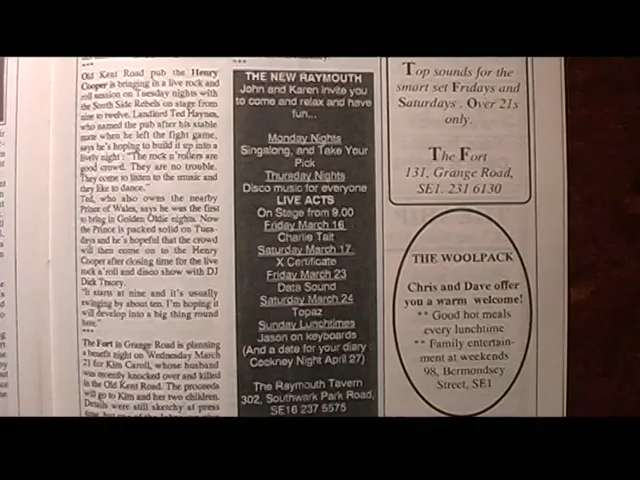 Old Kent Road pub the Henry
Cooper is bringing in a live rock and
roll session on Tuesday nights with
the South Side Rebels on stage from
nine to twelve. Landlord Ted Haynes,
who named the pub after his stable
mate when he left the fight game,
says he's hoping to build it up into a
lively night : "The rock n'rollers are
good crowd. They are no trouble.
They come to listen to the music and
they like to dance."
Ted, who also owns the nearby
Prince of Wales, says he was the first
to bring in Golden Oldie nights. Now
the Prince is packed solid on Tues-
days and he's hopeful that the crowd
will then come on to the Henry
Cooper after closing time for the live
rock a'roll and disco show with DJ
Dick Tracey.
"It starts at nine and it's usually
swinging by about ten. I'm hoping it
will develop into a big thing round
here."
***
The Fort in Grange Road is planning
a benefit night on Wednesday March
21 for Kim Caroll, whose husband
was recently knocked over and killed
in the Old Kent Road. The proceeds
will go to Kim and her two children.
Details were still sketchy at press
THE NEW RAYMOUTH
John and Karen invite you
to come and relax and have
fun...
Monday Nights
Singalong, and Take Your
Pick
Thursday Nights
Disco music for everyone
LIVE ACTS
On Stage from 9.00
Friday March 16
Charlie Tait
Saturday March 17
X Certificate
Friday March 23
Data Sound
Saturday March 24
Topaz
Sunday Lunchtimes
Jason on keyboards
(And a date for your diary :
Cockney Night April 27)
The Raymouth Tavern
302, Southwark Park Road,
SE16 237 5575
Top sounds for the
smart set Fridays and
Saturdays . Over 21s
only.
The Fort
131, Grange Road,
SE1. 231 6130
THE WOOLPACK
Chris and Dave offer
you a warm welcome!
** Good hot meals
every lunchtime
** Family entertain-
ment at weekends
98, Bermondsey
Street, SE1